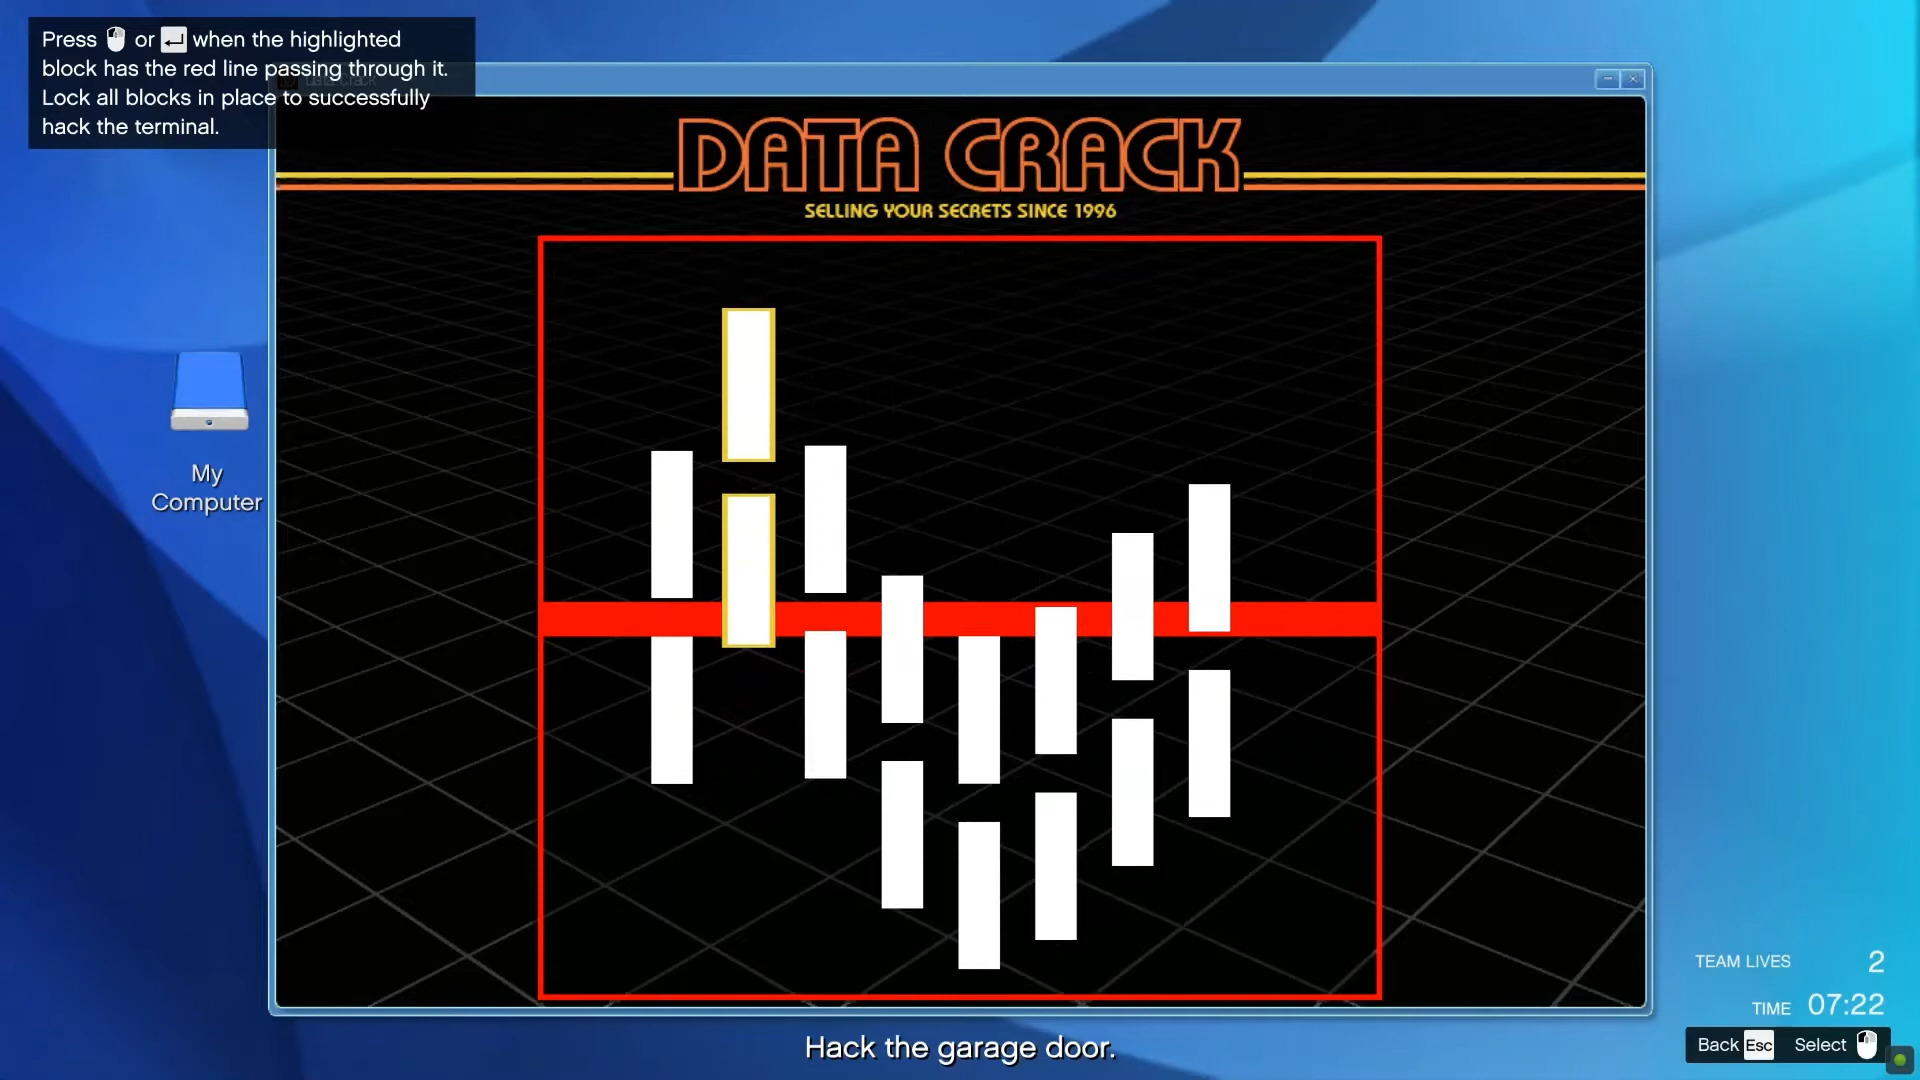 Press or when the highlighted
block has the red line passing through it.
Lock all blocks in place to successfully
hack the terminal.
DATA CRACK
SELLING YOUR SECRETS SINCE 1996
My
Computer
TEAM LIVES 2
TIME 07:22
Hack the garage door.
Back Esc Select